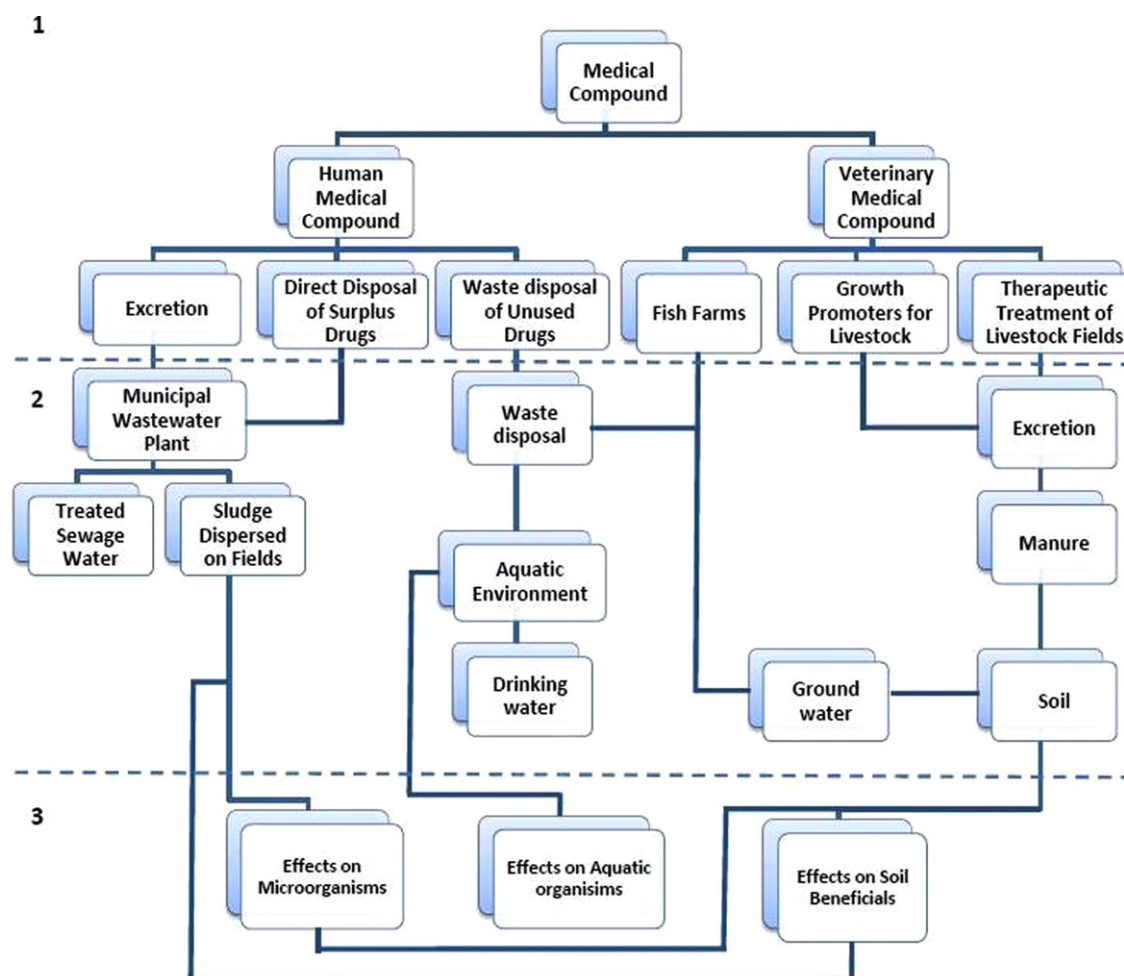 1
Medical
Compound
Human
Medical
Compound
Veterinary
Medical
Compound
Excretion
Direct Disposal
of Surplus
Drugs
Waste disposal
of Unused
Drugs
Fish Farms
Growth
Promoters for
Livestock
Therapeutic
Treatment of
Livestock Fields
2
Municipal
Wastewater
Plant
Waste
disposal
Excretion
Treated
Sewage
Water
Sludge
Dispersed
on Fields
Manure
Aquatic
Environment
Drinking
water
Ground
water
Soil
3
Effects on
Microorganisms
Effects on Aquatic
organisims
Effects on Soil
Beneficials